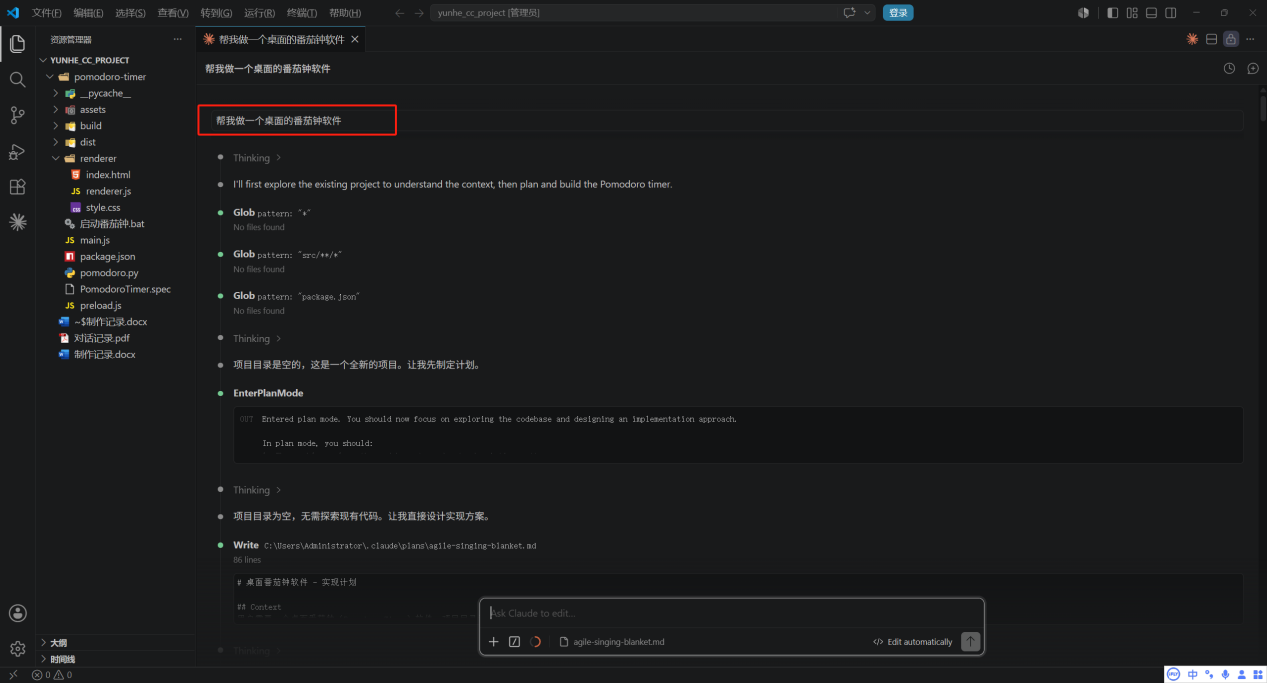 文件(F) 编辑(E) 选择(S) 查看(V) 转到(G) 运行(R) 终端(T) 帮助(H) yunhe_cc_project [管理员] 登录
资源管理器
YUNHE_CC_PROJECT
pomodoro-timer
__pycache__
assets
build
dist
renderer
index.html
JS renderer.js
css style.css
启动番茄钟.bat
JS main.js
package.json
pomodoro.py
PomodoroTimer.spec
JS preload.js
~$制作记录.docx
对话记录.pdf
制作记录.docx
大纲
时间线
帮我做一个桌面的番茄钟软件
帮我做一个桌面的番茄钟软件
帮我做一个桌面的番茄钟软件
Thinking
I'll first explore the existing project to understand the context, then plan and build the Pomodoro timer.
Glob pattern: "*"
No files found
Glob pattern: "src/**/*"
No files found
Glob pattern: "package.json"
No files found
Thinking
项目目录是空的，这是一个全新的项目。让我先制定计划。
EnterPlanMode
OUT Entered plan mode. You should now focus on exploring the codebase and designing an implementation approach.
In plan mode, you should:
Thinking
项目目录为空，无需探索现有代码。让我直接设计实现方案。
Write C:\Users\Administrator\.claude\plans\agile-singing-blanket.md
86 lines
# 桌面番茄钟软件 - 实现计划
## Context
Thinking
Ask Claude to edit...
agile-singing-blanket.md
</> Edit automatically
0 0
中